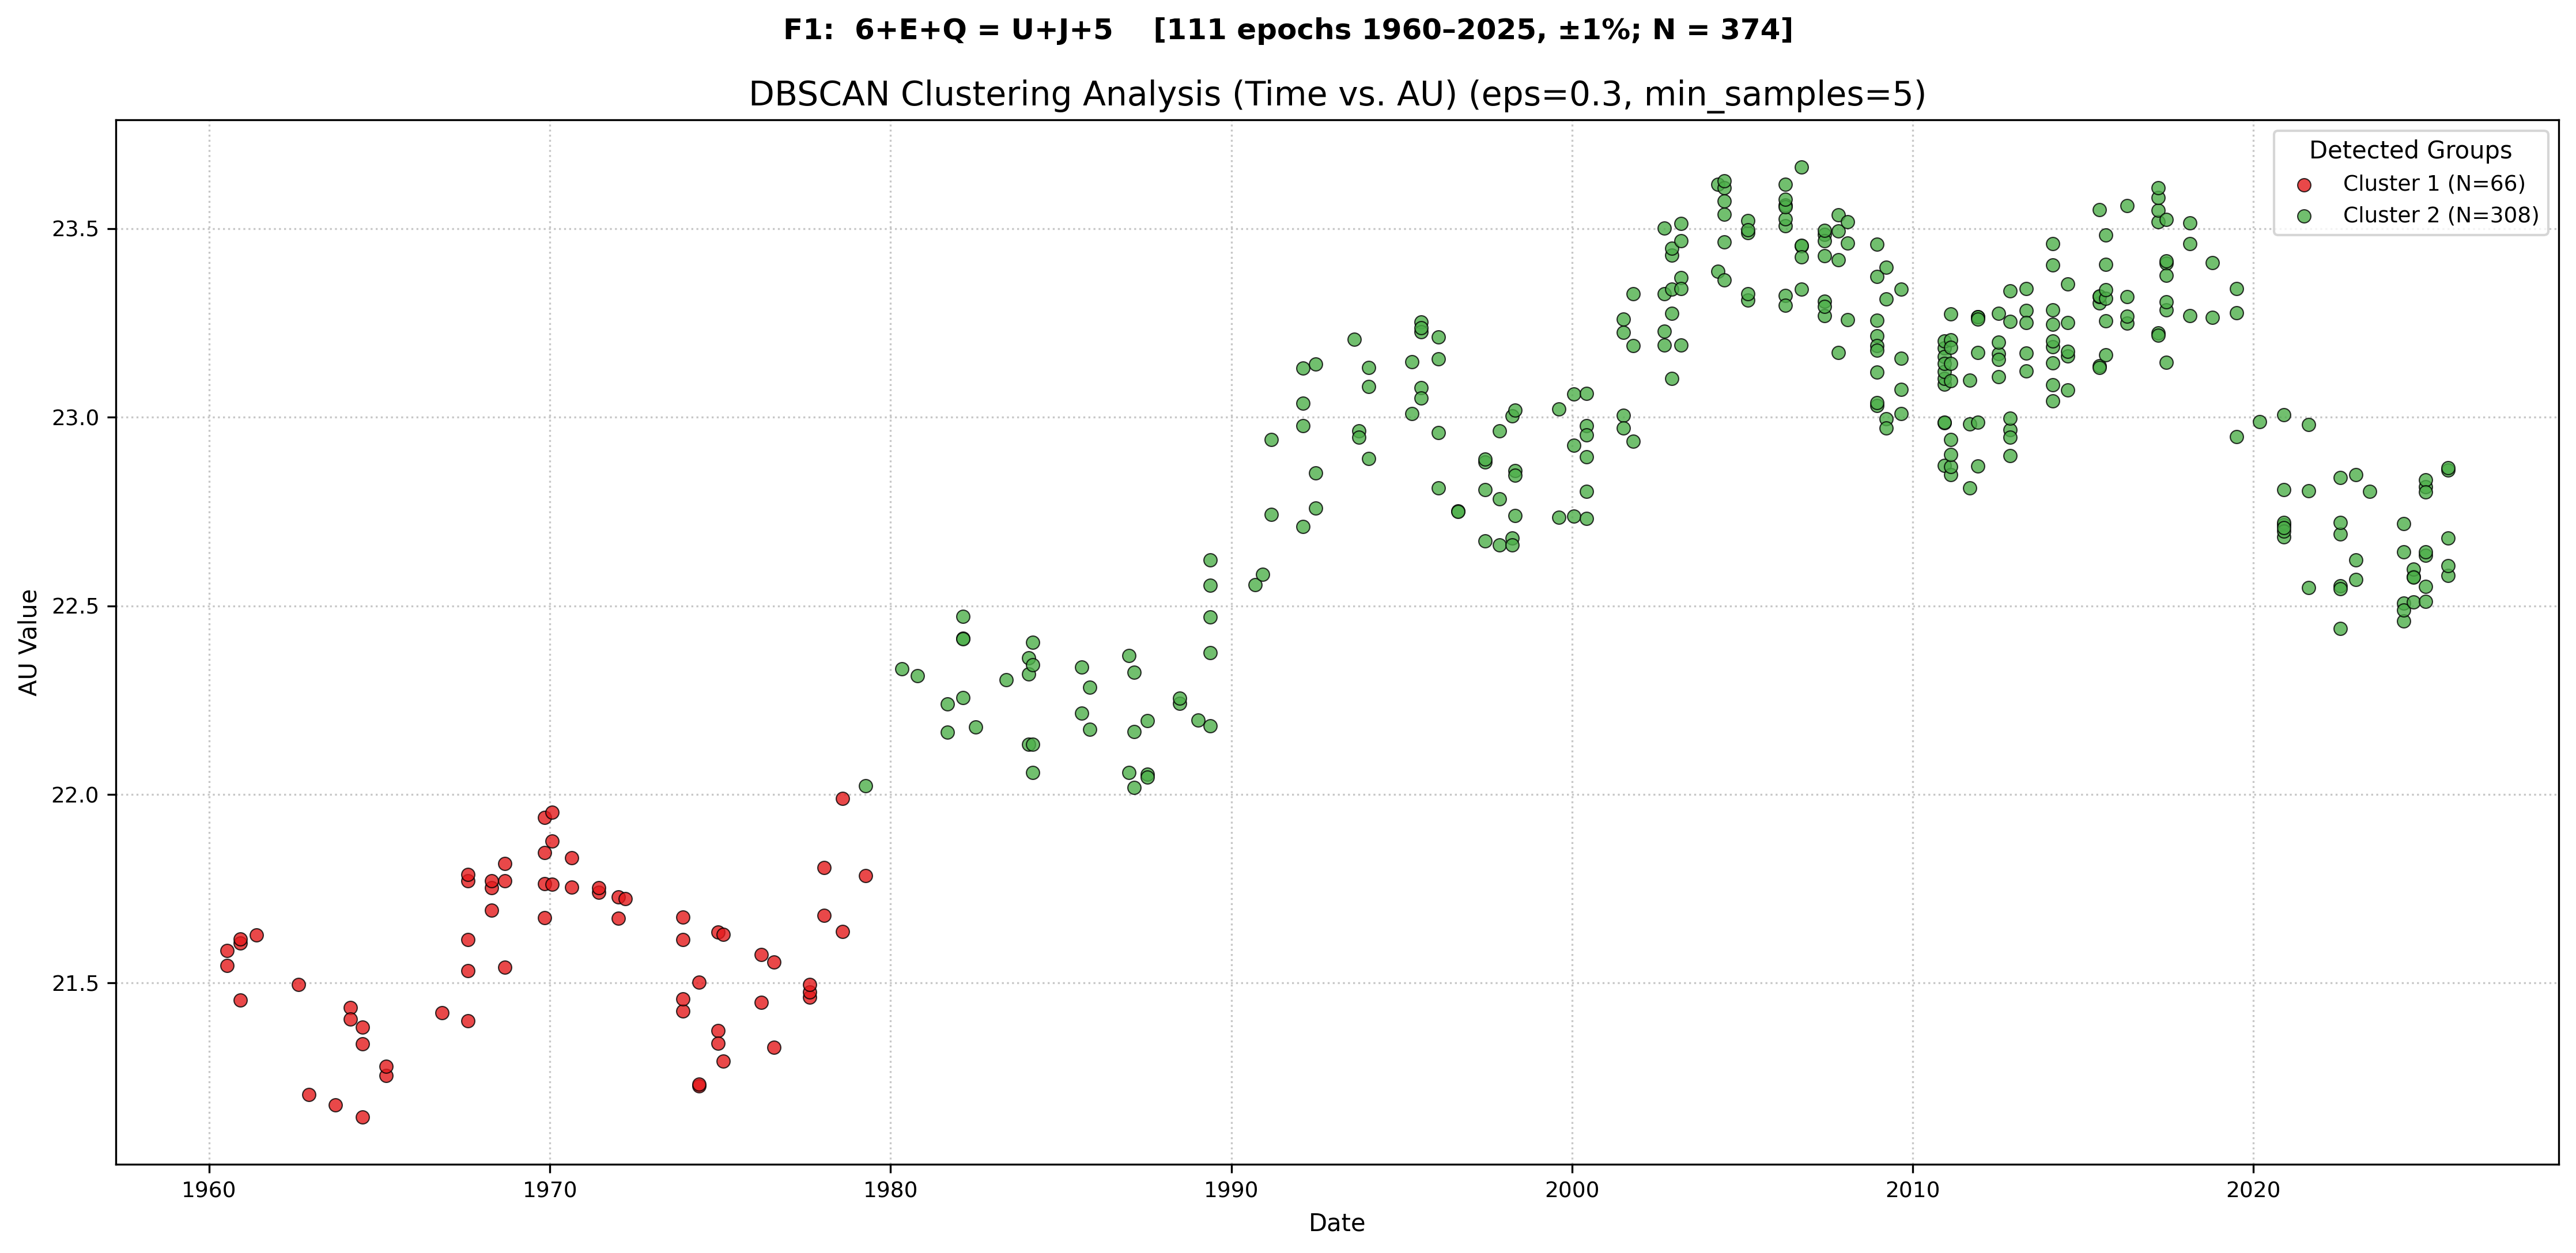 F1:  6+E+Q = U+J+5    [111 epochs 1960–2025, ±1%; N = 374]
DBSCAN Clustering Analysis (Time vs. AU) (eps=0.3, min_samples=5)
Detected Groups
Cluster 1 (N=66)
Cluster 2 (N=308)
AU Value
23.5
23.0
22.5
22.0
21.5
1960 1970 1980 1990 2000 2010 2020
Date